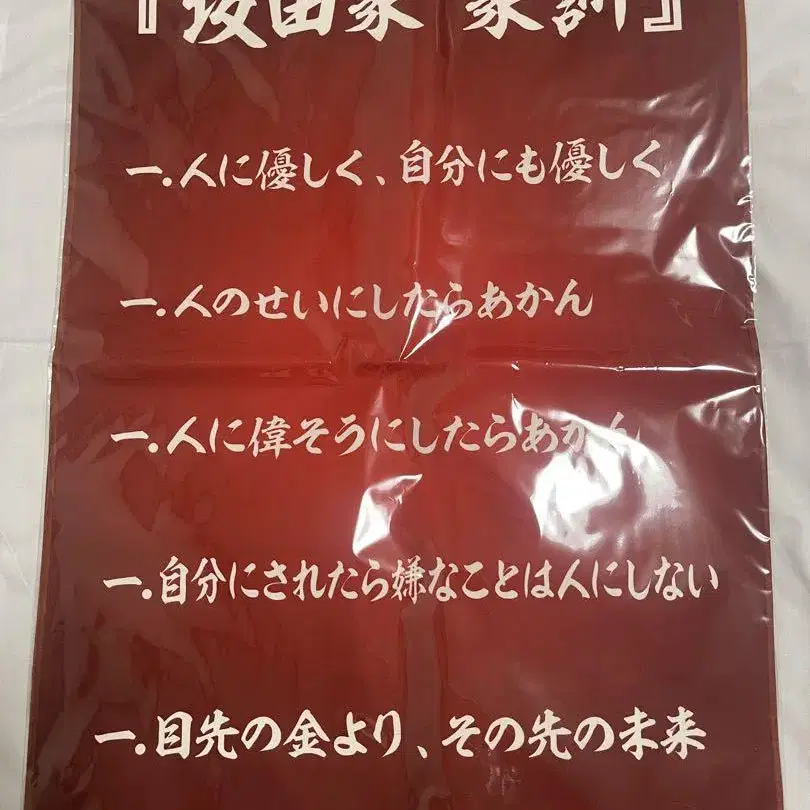 『坂田家 家訓』
一.人に優しく、自分にも優しく
一.人のせいにしたらあかん
一.人に偉そうにしたらあかん
一.自分にされたら嫌なことは人にしない
一.目先の金より、その先の未来